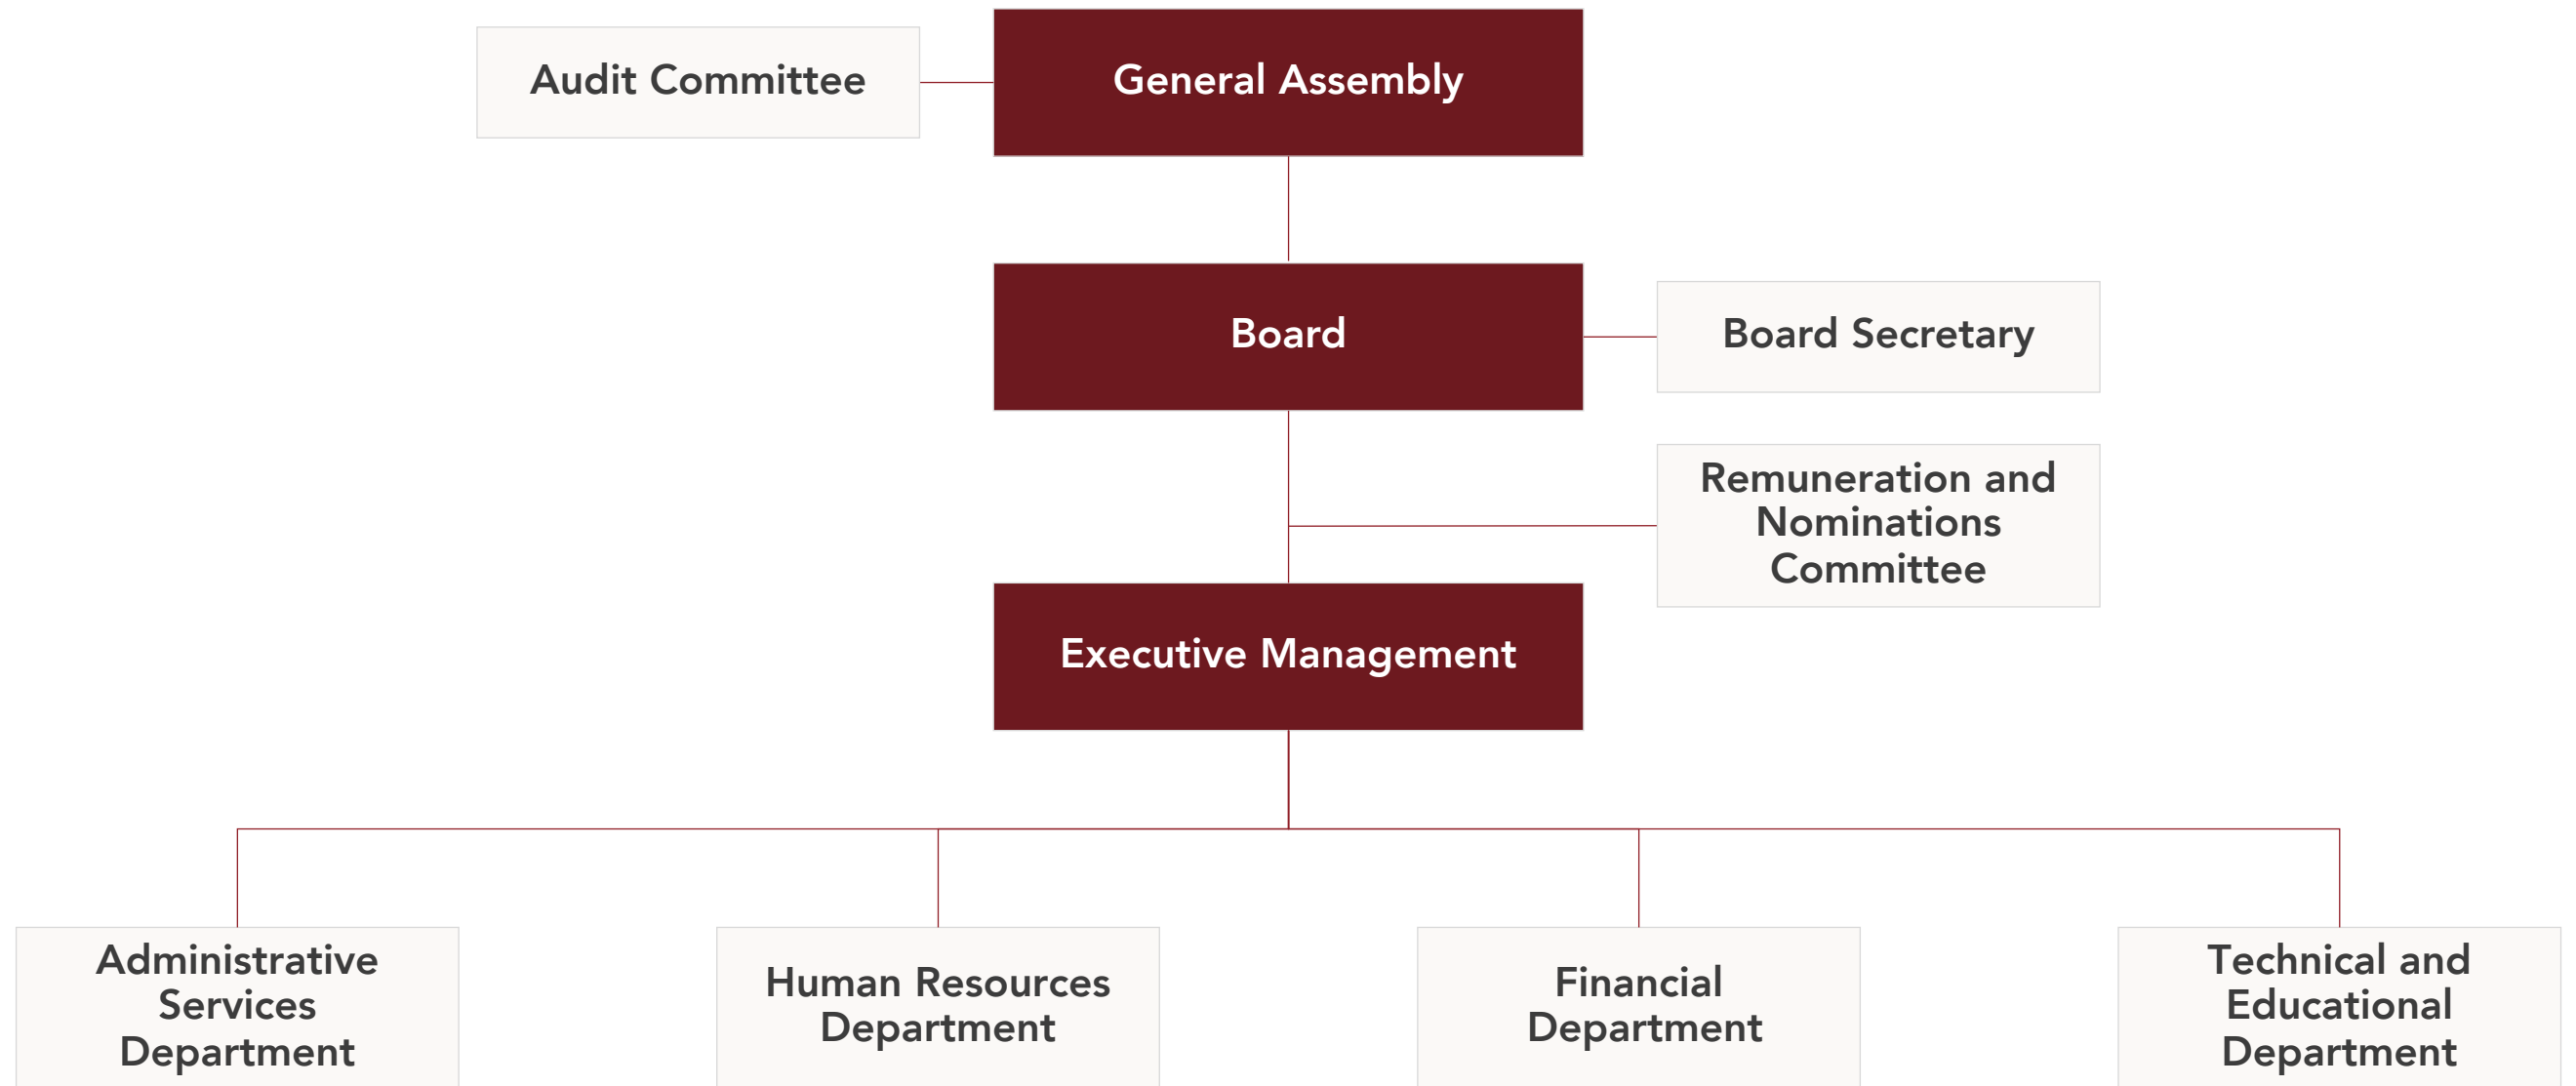 Audit Committee
General Assembly
Board
Board Secretary
Remuneration and
Nominations
Committee
Executive Management
Administrative
Services
Department
Human Resources
Department
Financial
Department
Technical and
Educational
Department